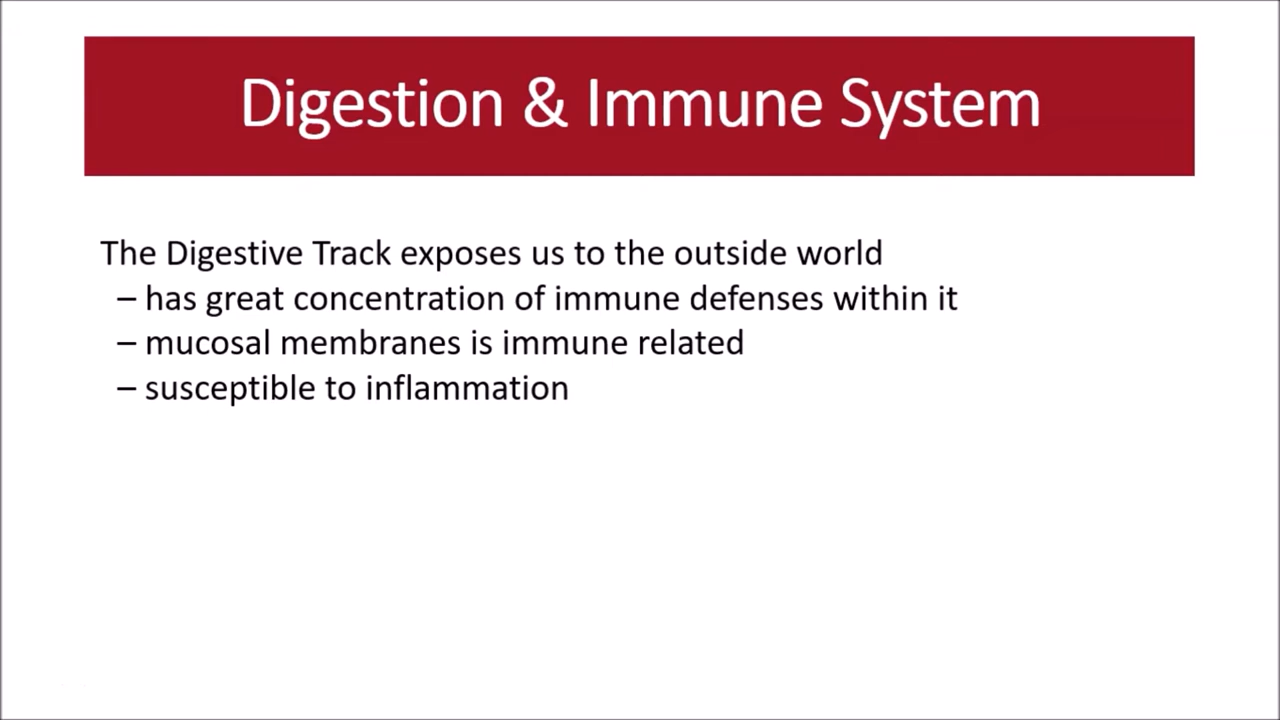 Digestion & Immune System
The Digestive Track exposes us to the outside world
– has great concentration of immune defenses within it
– mucosal membranes is immune related
– susceptible to inflammation